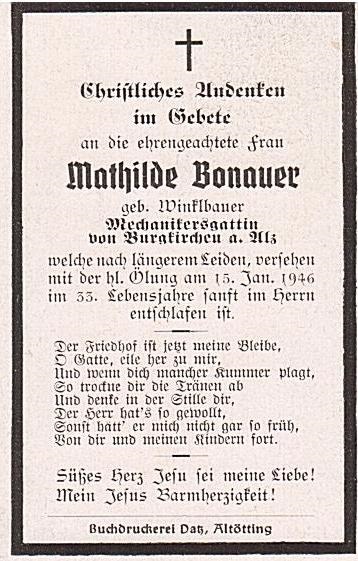 Christliches Andenken
im Gebete
an die ehrengeachtete Frau
Mathilde Bonauer
geb. Winklbauer
Mechanikersgattin
von Burgkirchen a. Alz
welche nach längerem Leiden, versehen
mit der hl. Ölung am 15. Jan. 1946
im 33. Lebensjahre sanft im Herrn
entschlafen ist.
Der Friedhof ist jetzt meine Bleibe,
O Gatte, eile her zu mir,
Und wenn dich mancher Kummer plagt,
So trockne dir die Tränen ab
Und denke in der Stille dir,
Der Herr hat's so gewollt,
Sonst hätt' er mich nicht gar so früh,
Von dir und meinen Kindern fort.
Süßes Herz Jesu sei meine Liebe!
Mein Jesus Barmherzigkeit!
Buchdruckerei Datz, Altötting